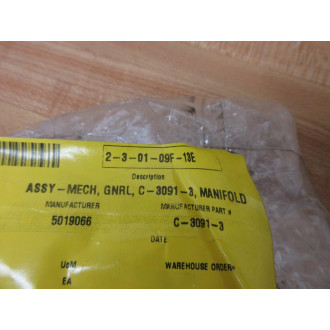 2-3-01-09F-13E
Description
ASSY-MECH, GNRL, C-3091-3, MANIFOLD
MANUFACTURER MANUFACTURER PART #
5019066 C-3091-3
DATE
UoM WAREHOUSE ORDER#
EA